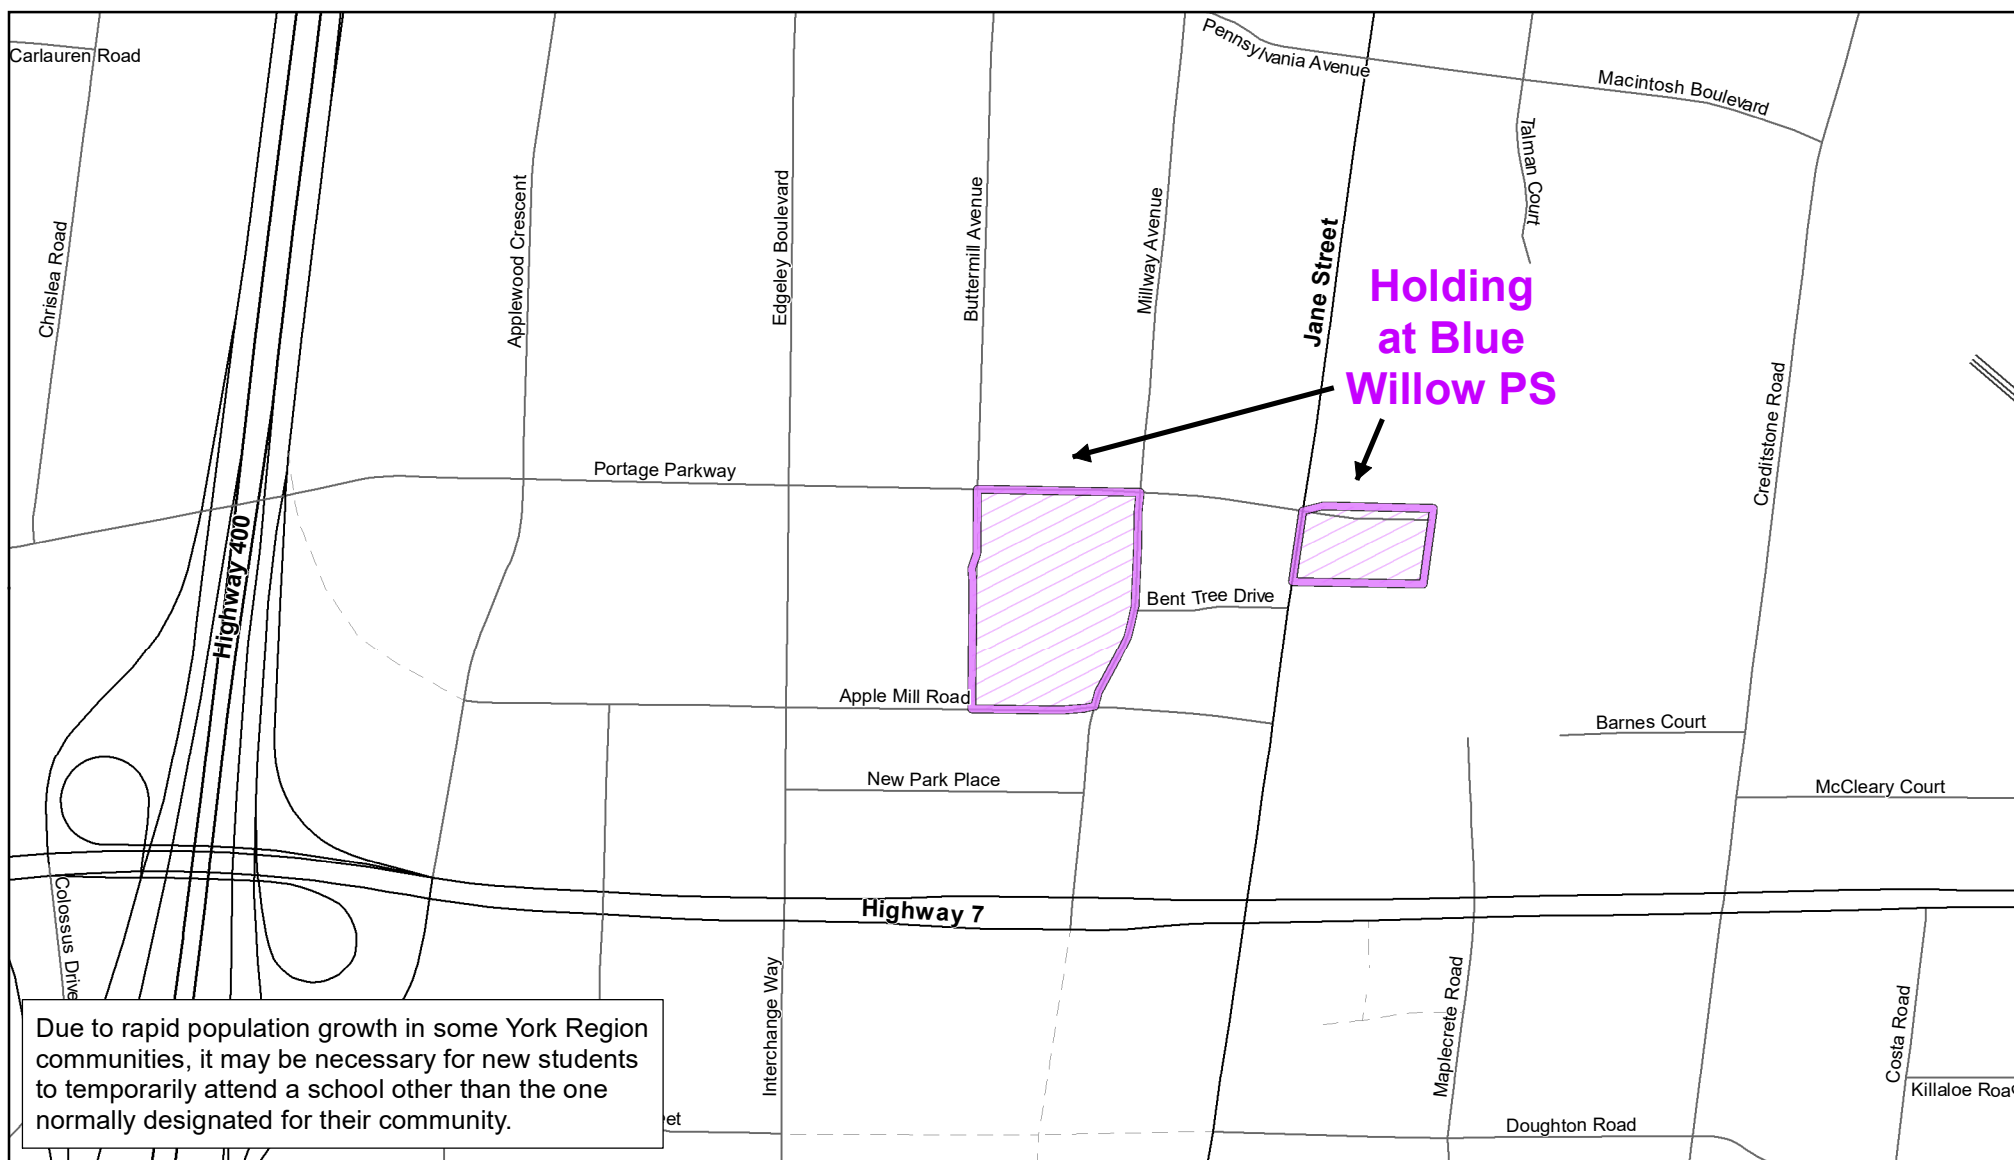 Carlauren Road
Pennsylvania Avenue
Macintosh Boulevard
Talman Court
Chrislea Road
Applewood Crescent
Edgeley Boulevard
Buttermill Avenue
Millway Avenue
Jane Street
Holding
at Blue
Willow PS
Creditstone Road
Portage Parkway
Highway 400
Bent Tree Drive
Apple Mill Road
Barnes Court
New Park Place
McCleary Court
Highway 7
Colossus Drive
Interchange Way
Maplecrete Road
Costa Road
Killaloe Road
Doughton Road
Due to rapid population growth in some York Region
communities, it may be necessary for new students
to temporarily attend a school other than the one
normally designated for their community.